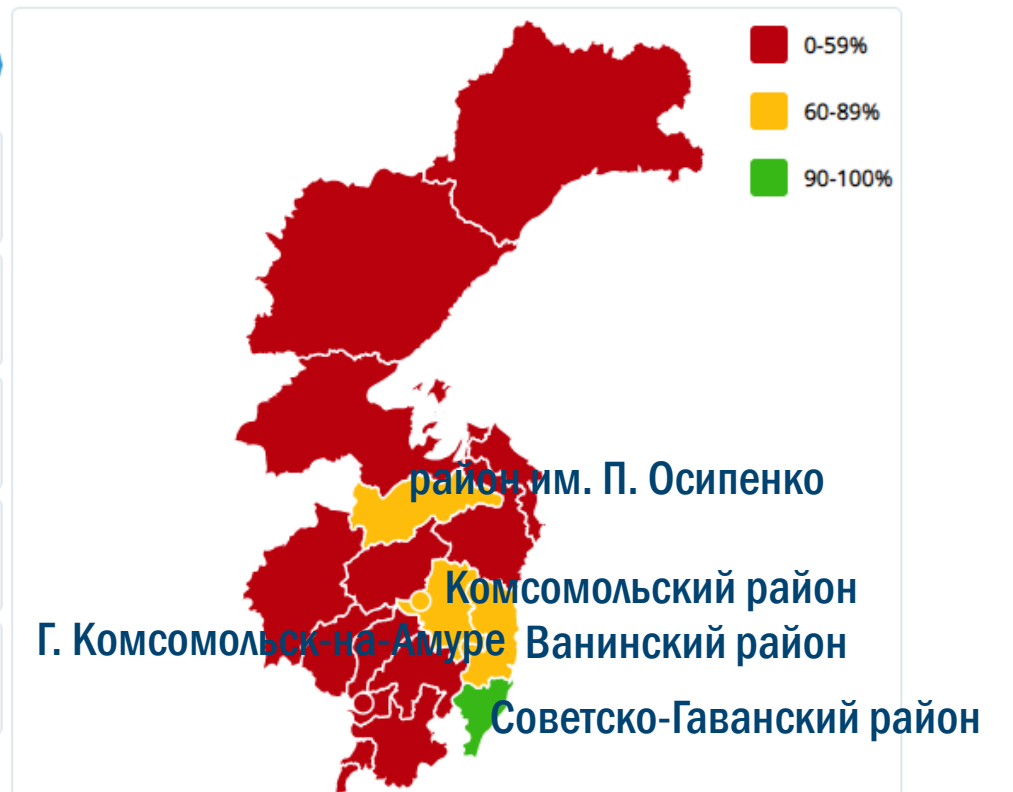 0-59%
60-89%
90-100%
район им. П. Осипенко
Комсомольский район
Г. Комсомольск-на-Амуре
Ванинский район
Советско-Гаванский район